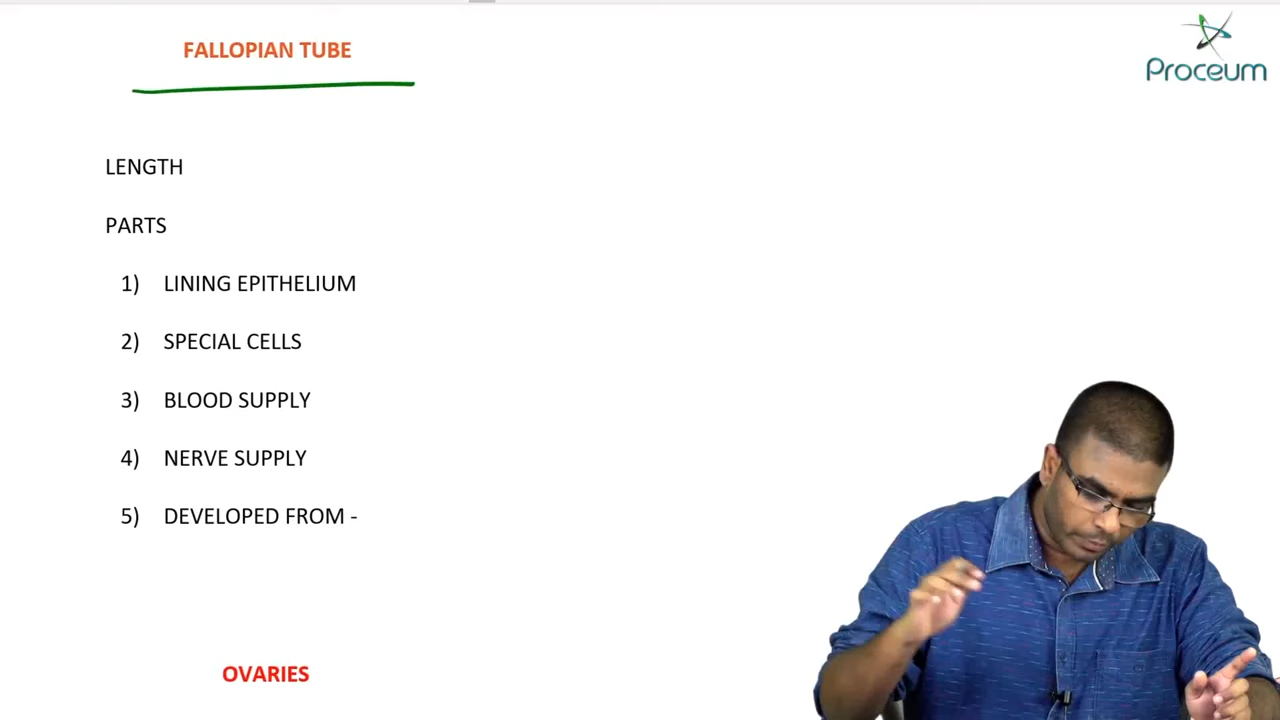 FALLOPIAN TUBE
Proceum
LENGTH
PARTS
1) LINING EPITHELIUM
2) SPECIAL CELLS
3) BLOOD SUPPLY
4) NERVE SUPPLY
5) DEVELOPED FROM -
OVARIES